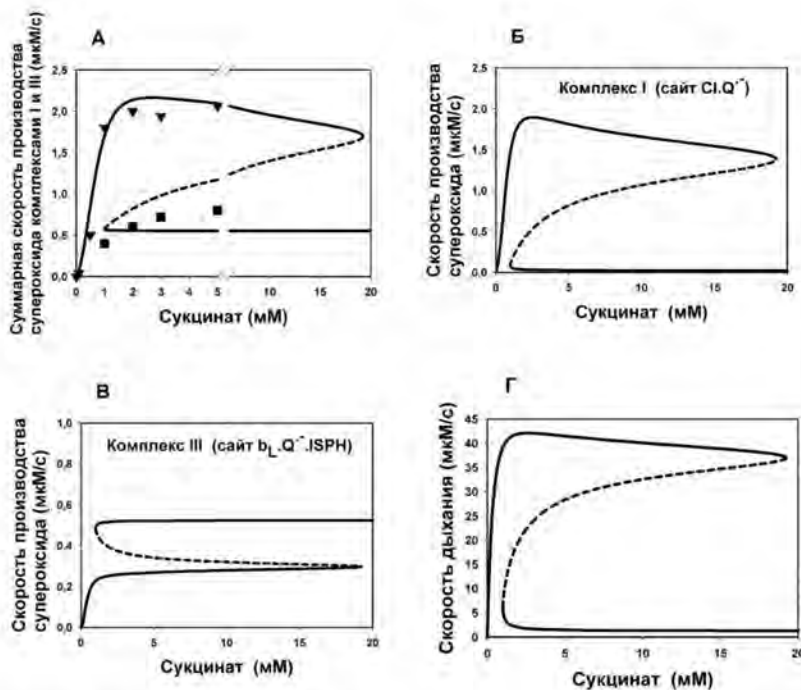 А
Суммарная скорость производства
супероксида комплексами I и III (мкМ/с)
2,5
2,0
1,5
1,0
0,5
0,0
0 1 2 3 4 5 10 15 20
Сукцинат (мМ)
Б
Комплекс I (сайт CI.Q·-)
Скорость производства
супероксида (мкМ/с)
2,5
2,0
1,5
1,0
0,5
0,0
0 5 10 15 20
Сукцинат (мМ)
В
Комплекс III (сайт bL.Q·-.ISPH)
Скорость производства
супероксида (мкМ/с)
1,0
0,8
0,6
0,4
0,2
0,0
0 5 10 15 20
Сукцинат (мМ)
Г
Скорость дыхания (мкМ/с)
45
40
35
30
25
20
15
10
5
0
0 5 10 15 20
Сукцинат (мМ)